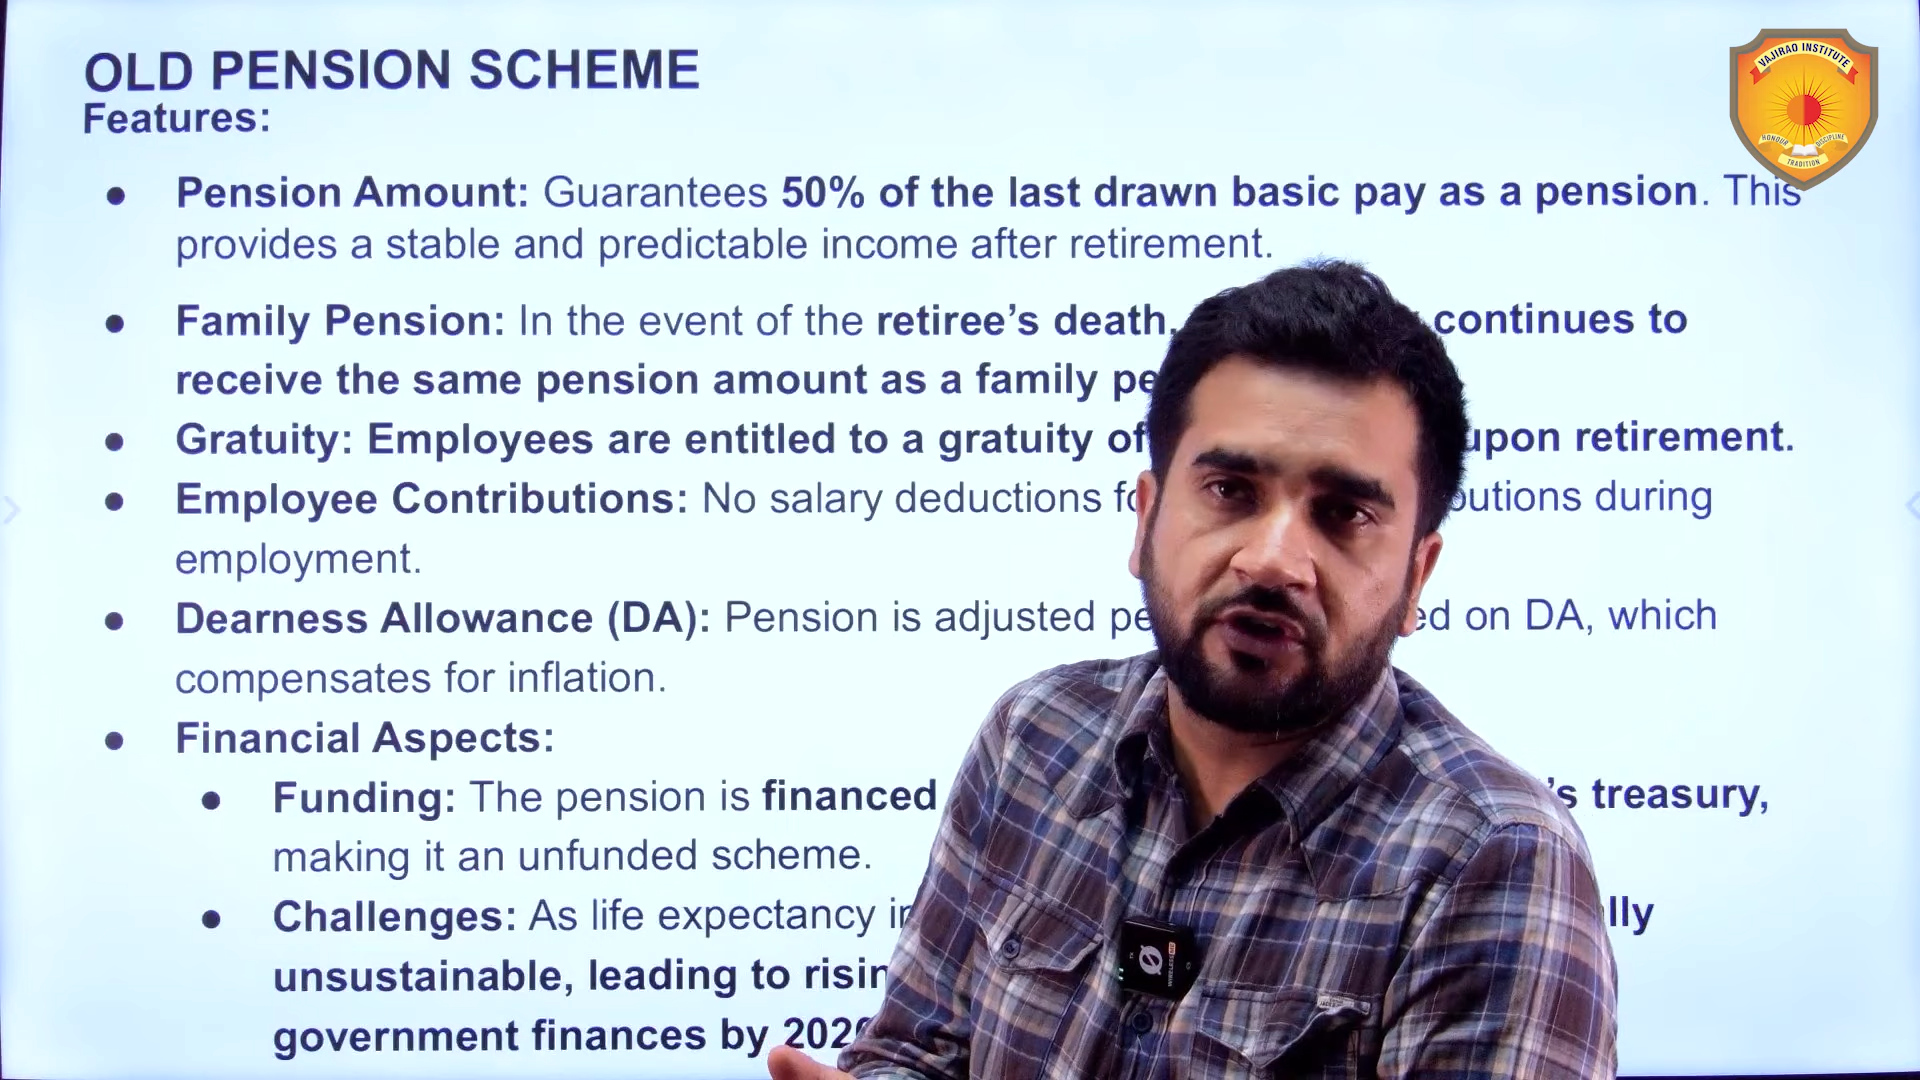 OLD PENSION SCHEME
VAJIRAO INSTITUTE
HONOUR DISCIPLINE
TRADITION
Features:
● Pension Amount: Guarantees 50% of the last drawn basic pay as a pension. This
provides a stable and predictable income after retirement.
● Family Pension: In the event of the retiree’s death, continues to
receive the same pension amount as a family
● Gratuity: Employees are entitled to a gratuity of upon retirement.
● Employee Contributions: No salary deductions during
employment.
● Dearness Allowance (DA): Pension is adjusted on DA, which
compensates for inflation.
● Financial Aspects:
● Funding: The pension is financed treasury,
making it an unfunded scheme.
● Challenges: As life expectancy
unsustainable, leading to
government finances by